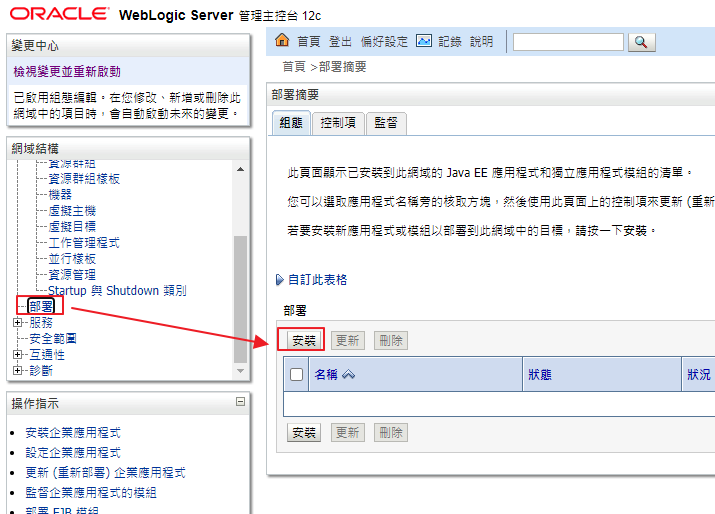 ORACLE WebLogic Server 管理主控台 12c
變更中心
檢視變更並重新啟動
已啟用組態編輯。在您修改、新增或刪除此
網域中的項目時，會自動啟動未來的變更。
網域結構
資源群組
資源群組樣板
機器
虛擬主機
虛擬目標
工作管理程式
並行樣板
資源管理
Startup 與 Shutdown 類別
部署
服務
安全範圍
互通性
診斷
操作指示
安裝企業應用程式
設定企業應用程式
更新 (重新部署) 企業應用程式
監督企業應用程式的模組
部署 EJB 模組
首頁 登出 偏好設定 記錄 說明
首頁 >部署摘要
部署摘要
組態 控制項 監督
此頁面顯示已安裝到此網域的 Java EE 應用程式和獨立應用程式模組的清單。
您可以選取應用程式名稱旁的核取方塊，然後使用此頁面上的控制項來更新 (重新
若要安裝新應用程式或模組以部署到此網域中的目標，請按一下安裝。
自訂此表格
部署
安裝 更新 刪除
名稱 狀態 狀況
安裝 更新 刪除